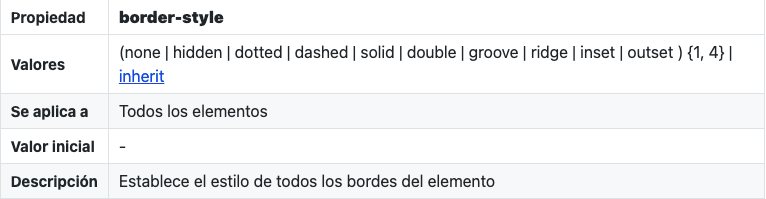 Propiedad border-style
Valores (none | hidden | dotted | dashed | solid | double | groove | ridge | inset | outset ) {1, 4} |
inherit
Se aplica a Todos los elementos
Valor inicial -
Descripción Establece el estilo de todos los bordes del elemento